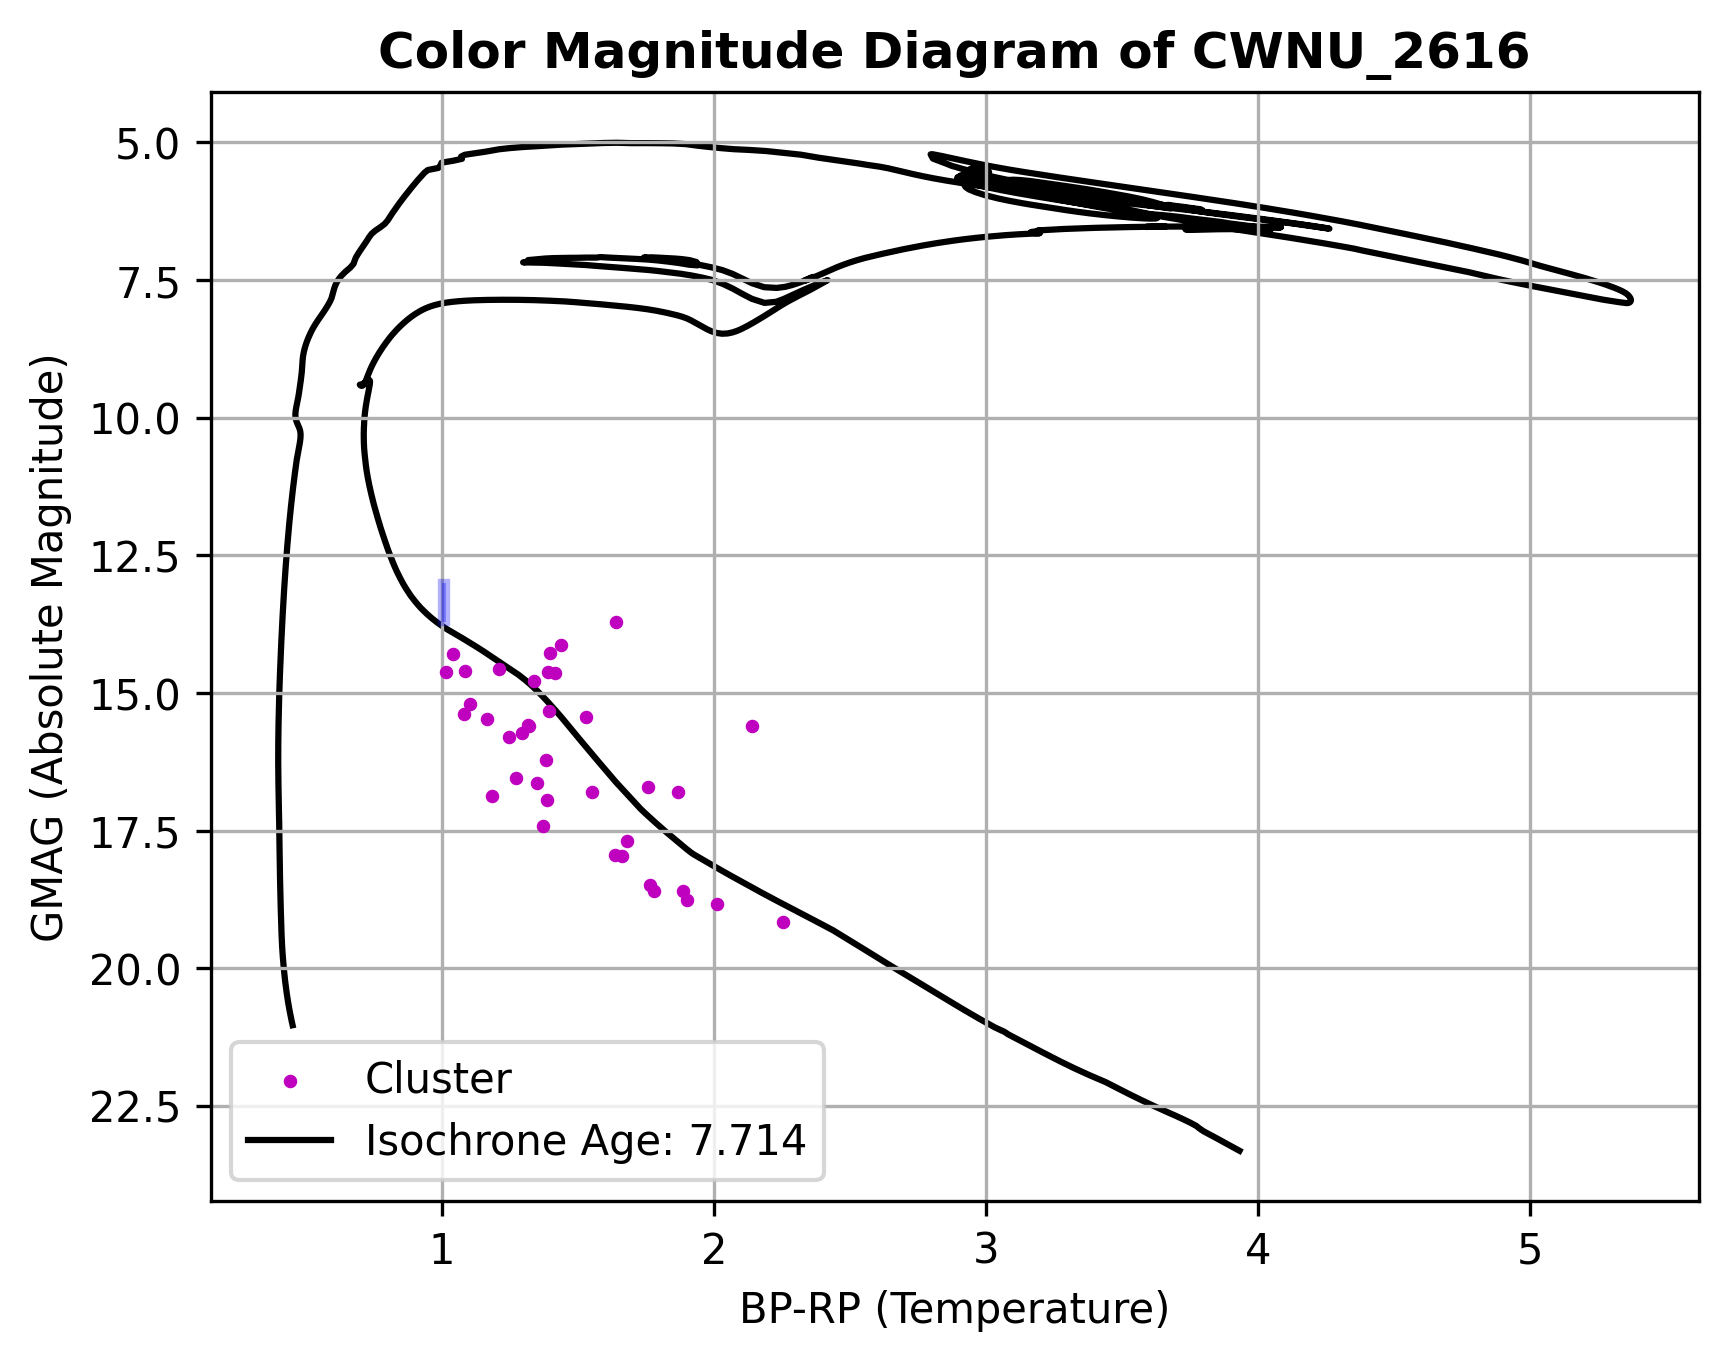 Color Magnitude Diagram of CWNU_2616
GMAG (Absolute Magnitude)
5.0
7.5
10.0
12.5
15.0
17.5
20.0
22.5
Cluster
Isochrone Age: 7.714
1 2 3 4 5
BP-RP (Temperature)